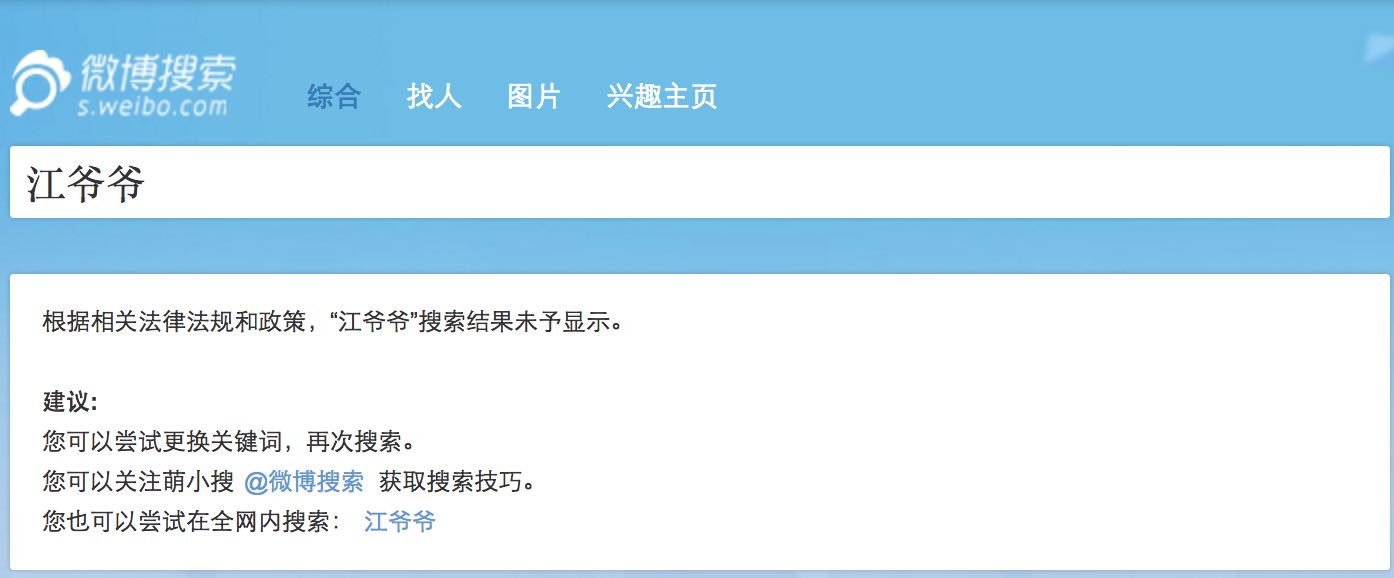 微博搜索
s.weibo.com
综合 找人 图片 兴趣主页
江爷爷
根据相关法律法规和政策，“江爷爷”搜索结果未予显示。
建议:
您可以尝试更换关键词，再次搜索。
您可以关注萌小搜 @微博搜索 获取搜索技巧。
您也可以尝试在全网内搜索： 江爷爷